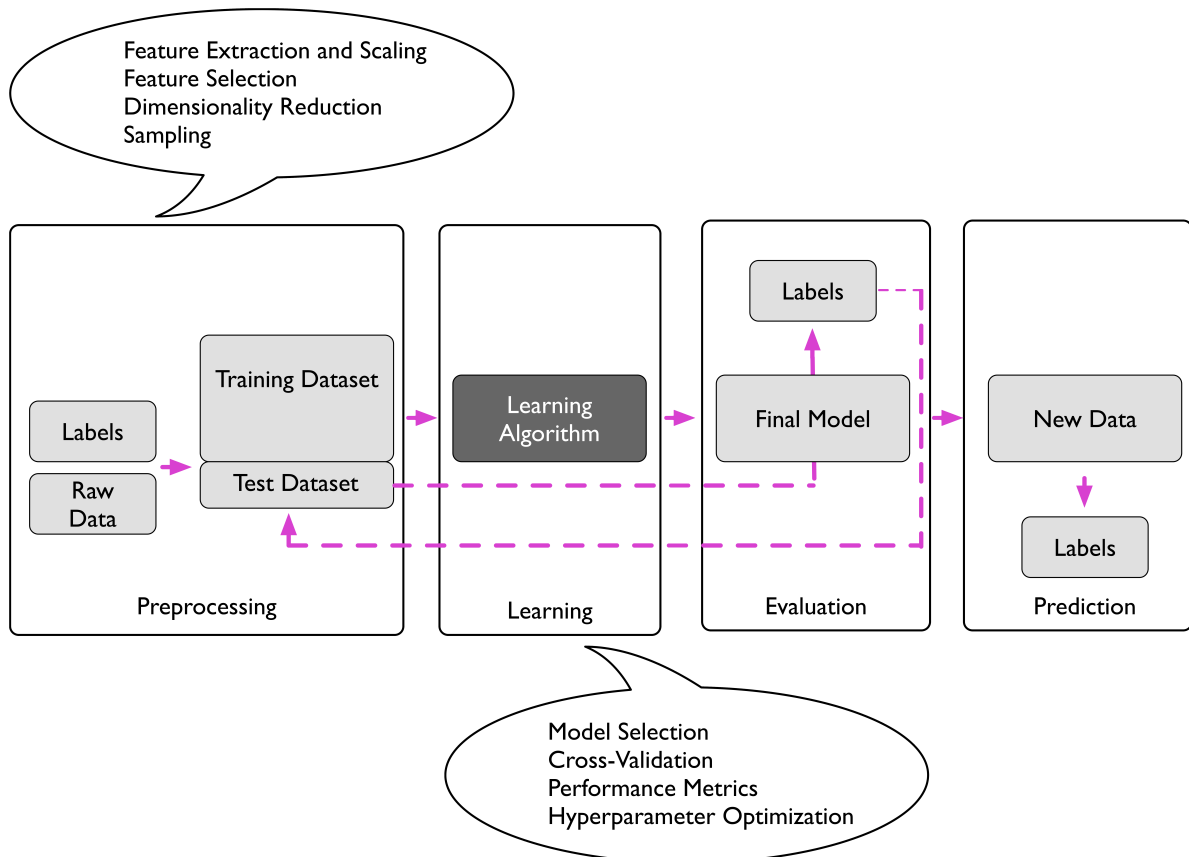 Feature Extraction and Scaling
Feature Selection
Dimensionality Reduction
Sampling
Labels
Raw
Data
Training Dataset
Test Dataset
Preprocessing
Learning
Algorithm
Learning
Labels
Final Model
Evaluation
New Data
Labels
Prediction
Model Selection
Cross-Validation
Performance Metrics
Hyperparameter Optimization